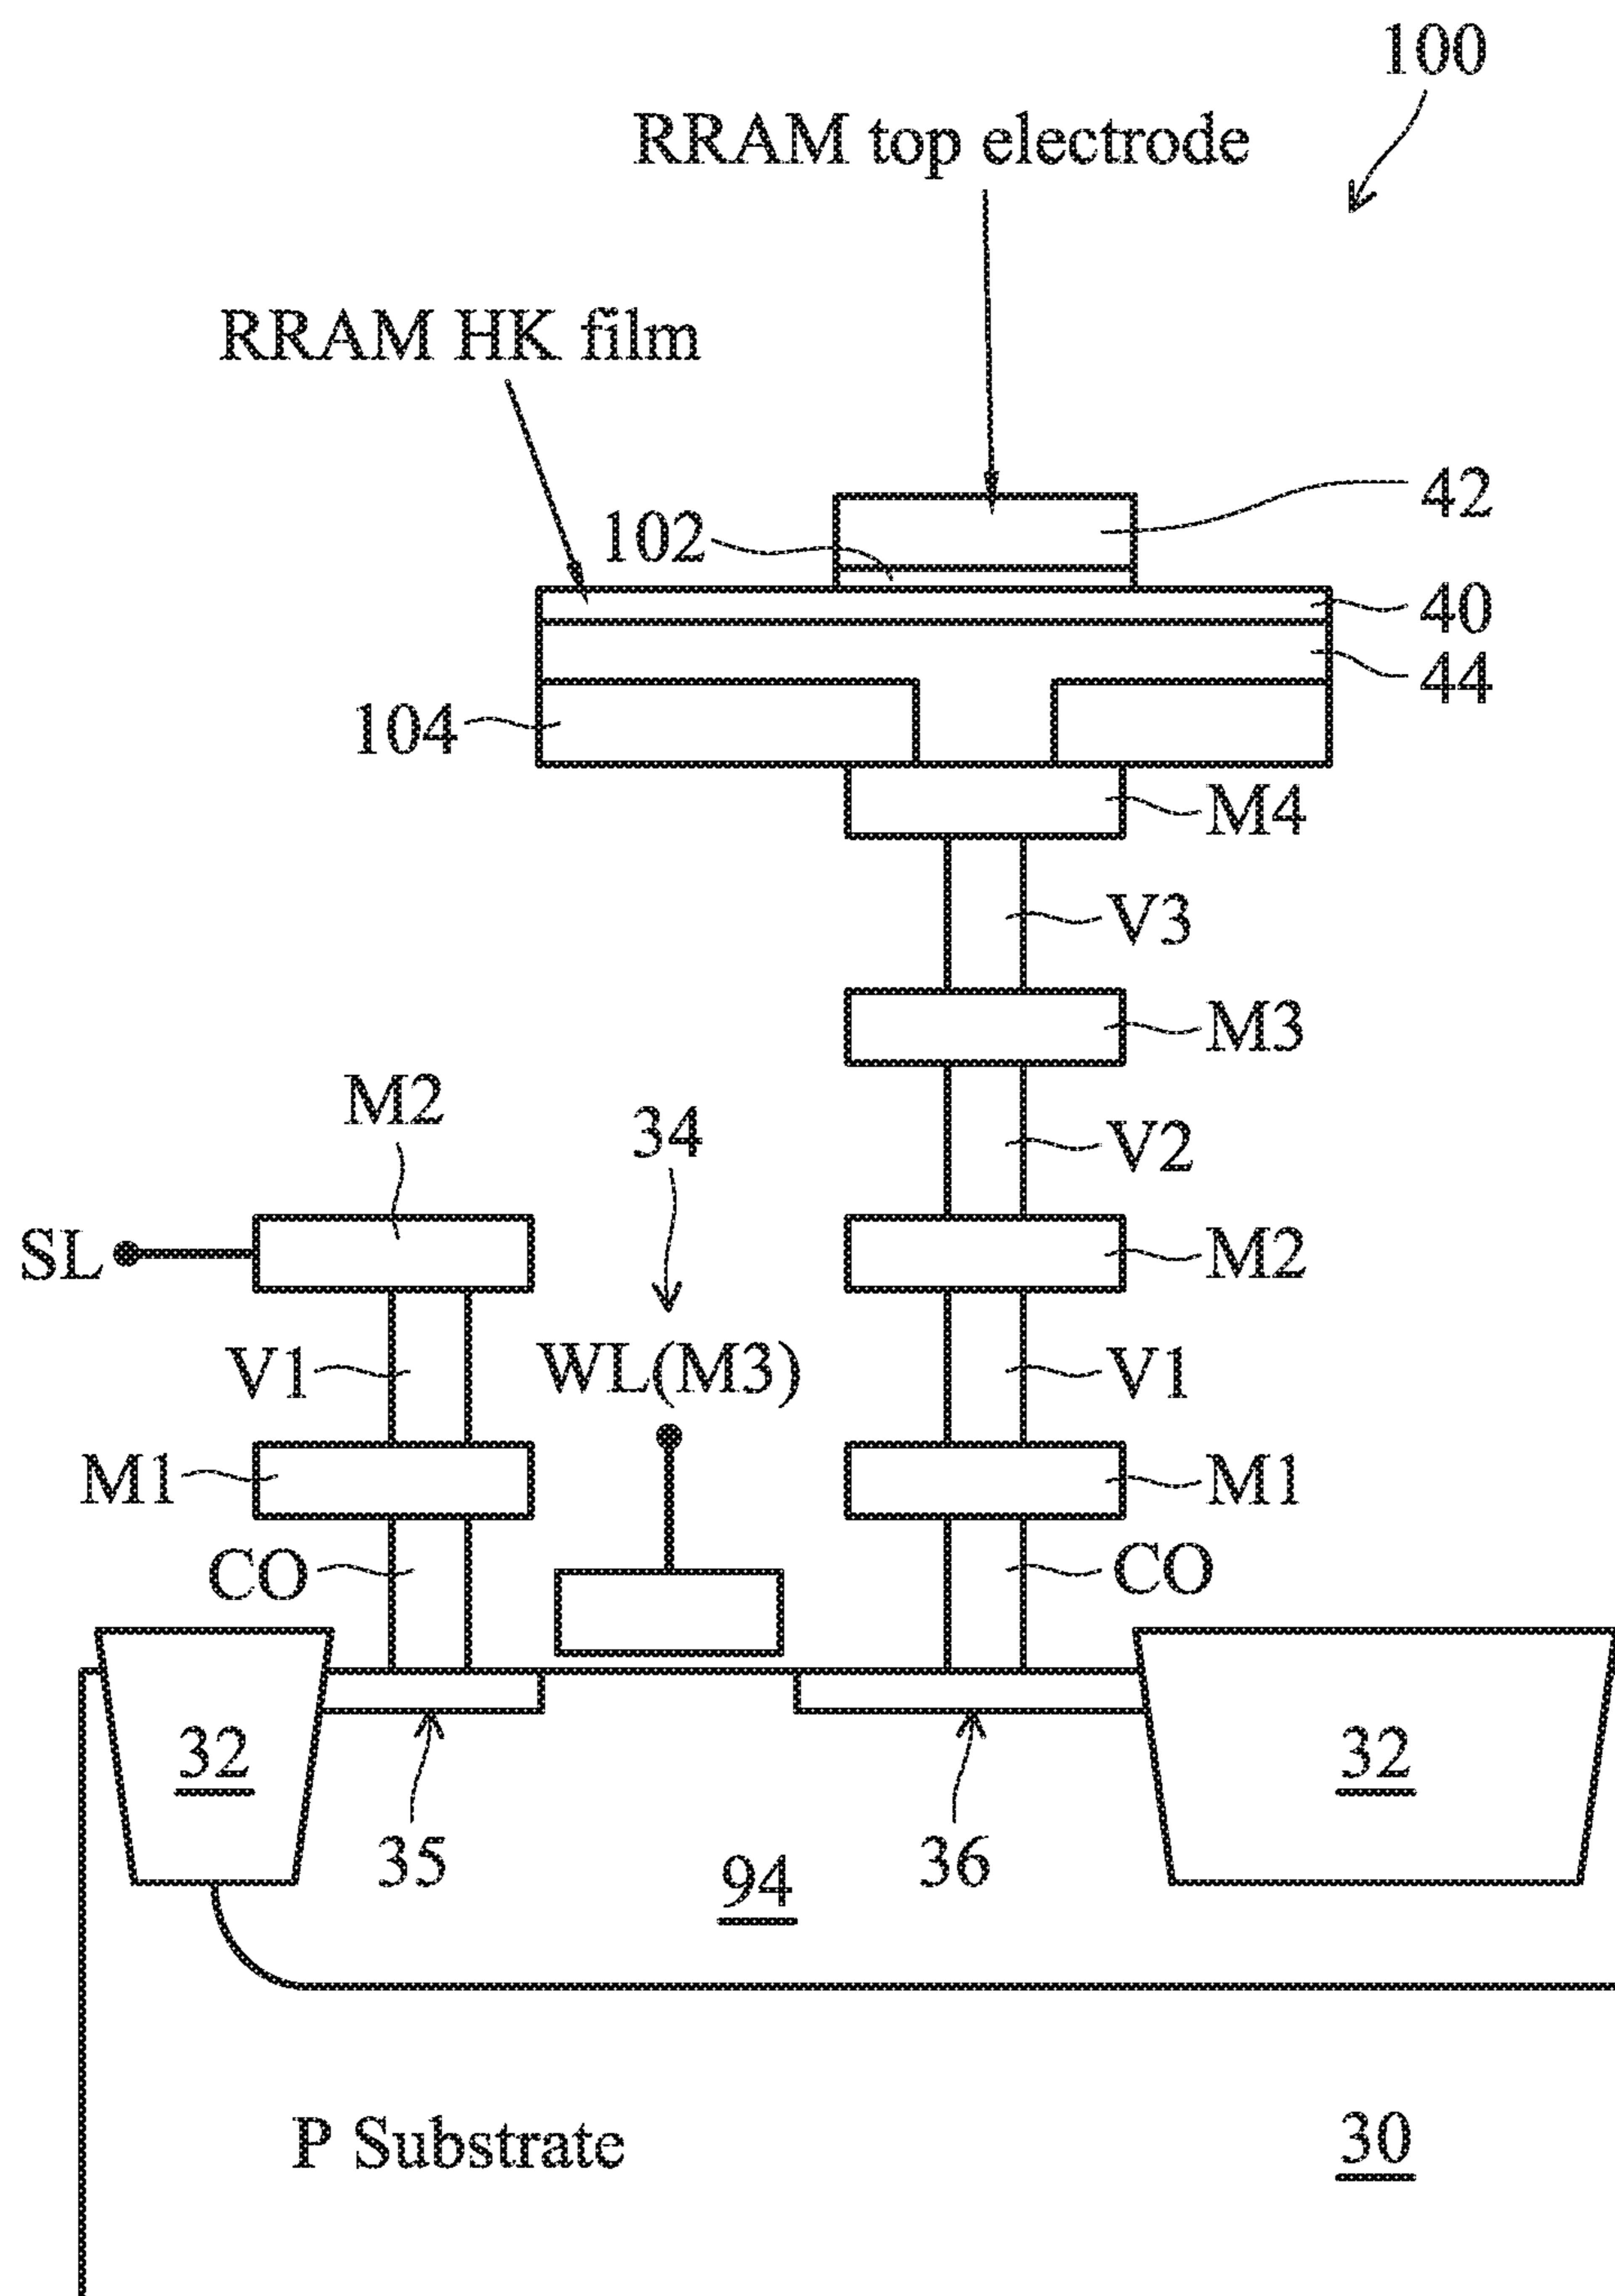 100
RRAM top electrode
RRAM HK film
42
102
40
44
104
M4
V3
M3
M2
34
V2
SL
M2
V1
WL(M3)
V1
M1
M1
CO
CO
32
32
35
36
94
P Substrate
30